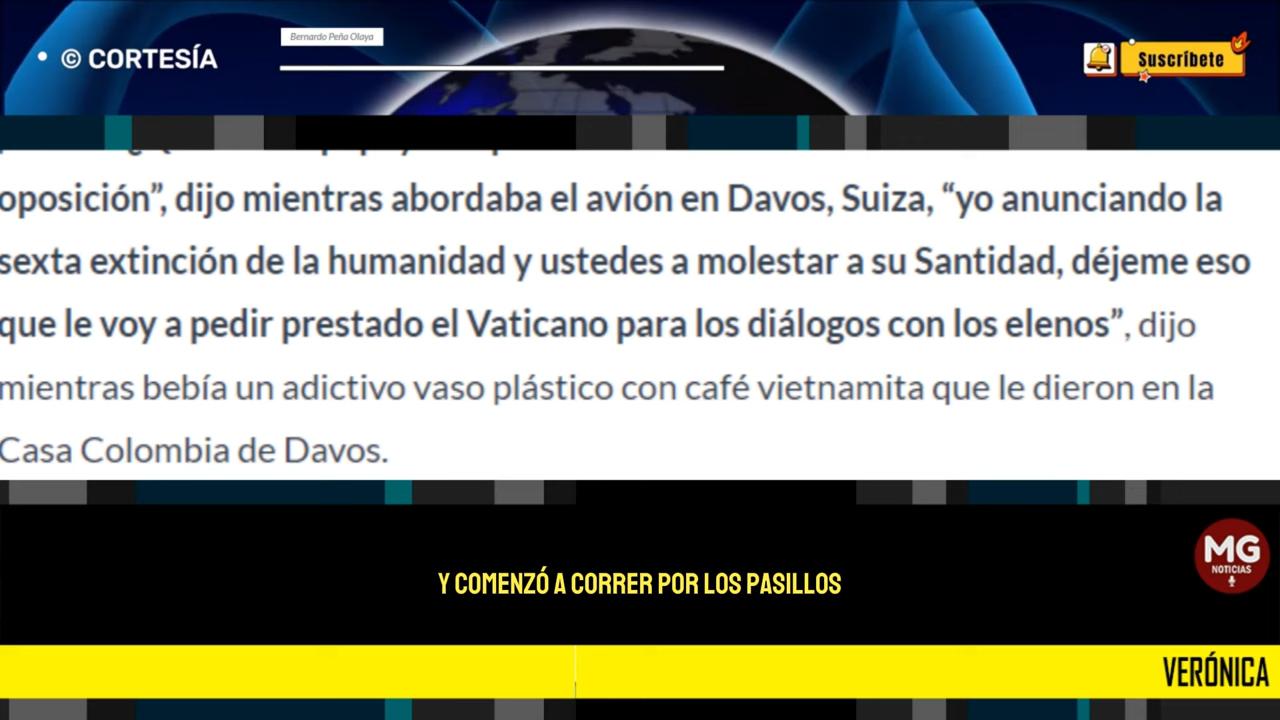 Bernardo Peña Olaya
• © CORTESÍA
Suscríbete
oposición”, dijo mientras abordaba el avión en Davos, Suiza, “yo anunciando la
sexta extinción de la humanidad y ustedes a molestar a su Santidad, déjeme eso
que le voy a pedir prestado el Vaticano para los diálogos con los elenos”, dijo
mientras bebía un adictivo vaso plástico con café vietnamita que le dieron en la
Casa Colombia de Davos.
MG
NOTICIAS
Y COMENZÓ A CORRER POR LOS PASILLOS
VERÓNICA